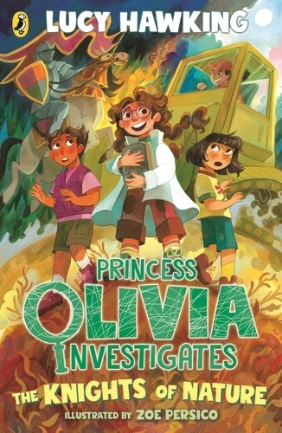 LUCY HAWKING
PRINCESS
OLIVIA
INVESTIGATES
THE KNIGHTS OF NATURE
ILLUSTRATED BY ZOE PERSICO